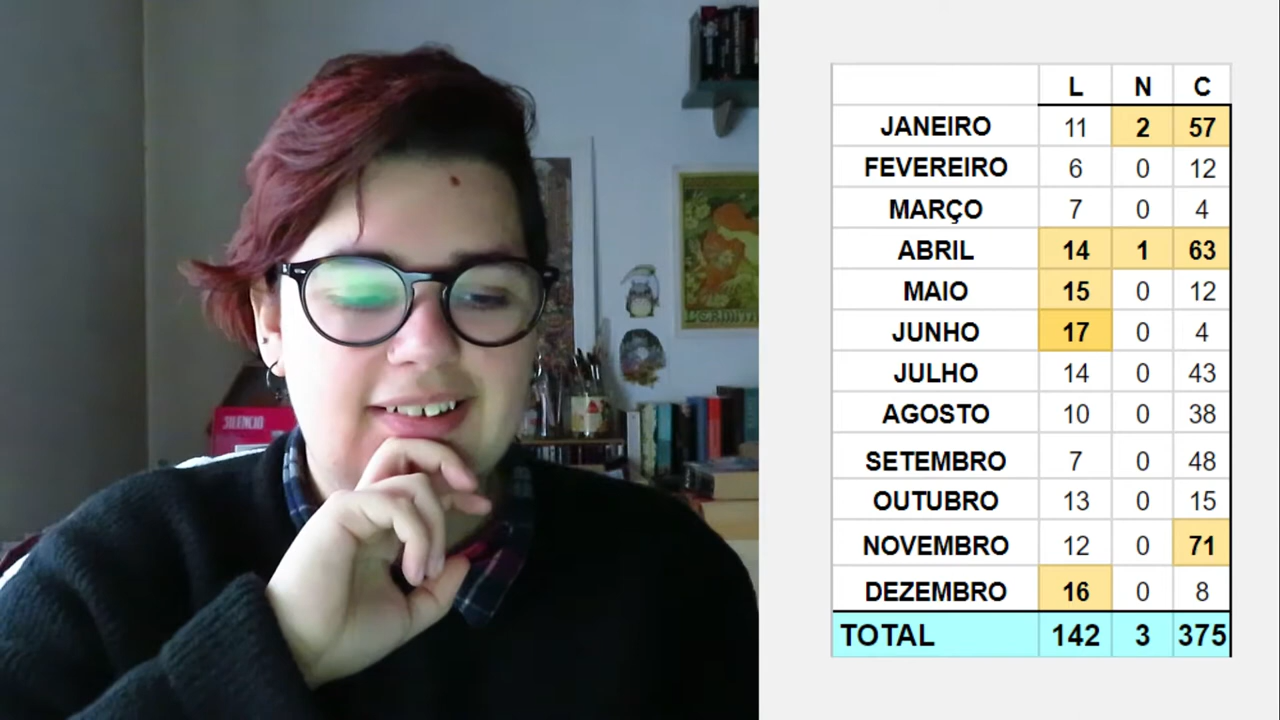 SILENCIO
L'ERMITAGE
L N C
JANEIRO 11 2 57
FEVEREIRO 6 0 12
MARÇO 7 0 4
ABRIL 14 1 63
MAIO 15 0 12
JUNHO 17 0 4
JULHO 14 0 43
AGOSTO 10 0 38
SETEMBRO 7 0 48
OUTUBRO 13 0 15
NOVEMBRO 12 0 71
DEZEMBRO 16 0 8
TOTAL 142 3 375